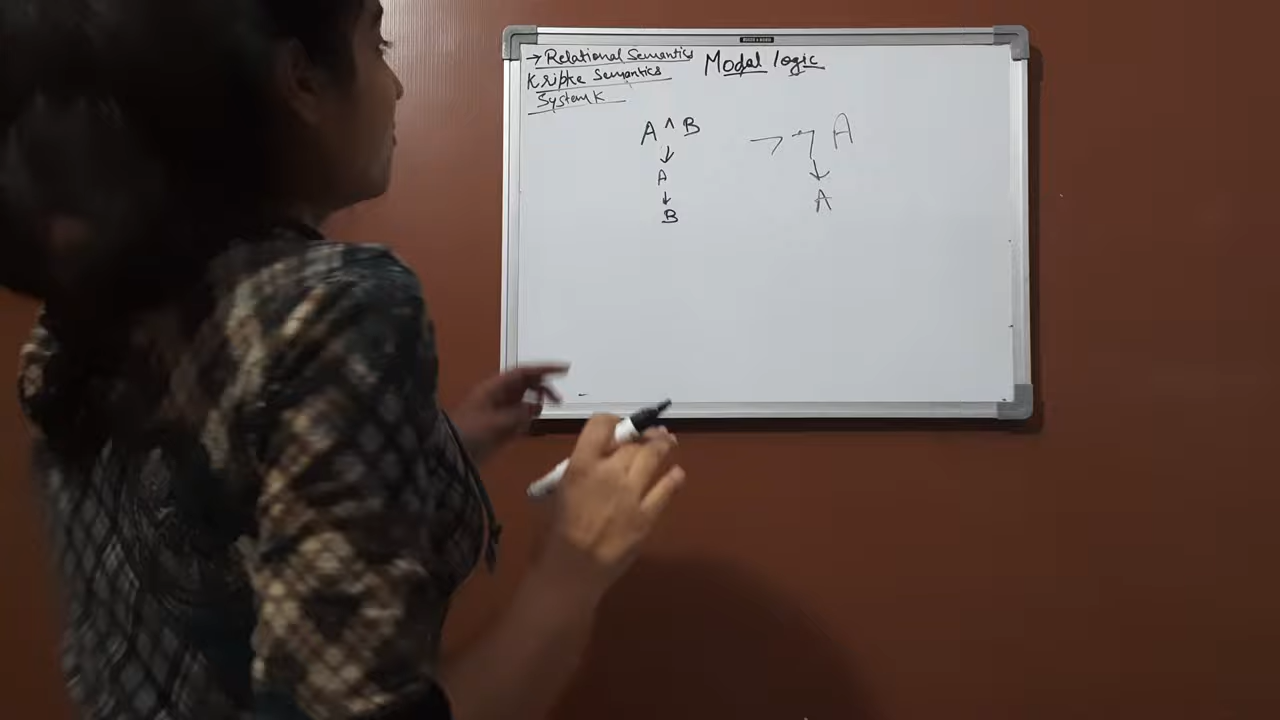 → Relational Semantics
Modal logic
Kripke Semantics
System K
A ∧ B
↓
A
↓
B
¬ ¬ A
↓
A